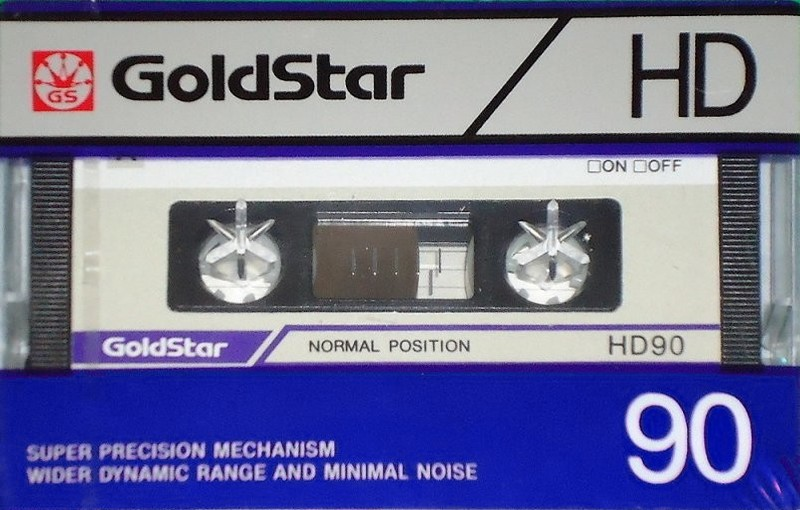 GS GoldStar HD
□ON □OFF
GoldStar NORMAL POSITION HD90
90
SUPER PRECISION MECHANISM
WIDER DYNAMIC RANGE AND MINIMAL NOISE